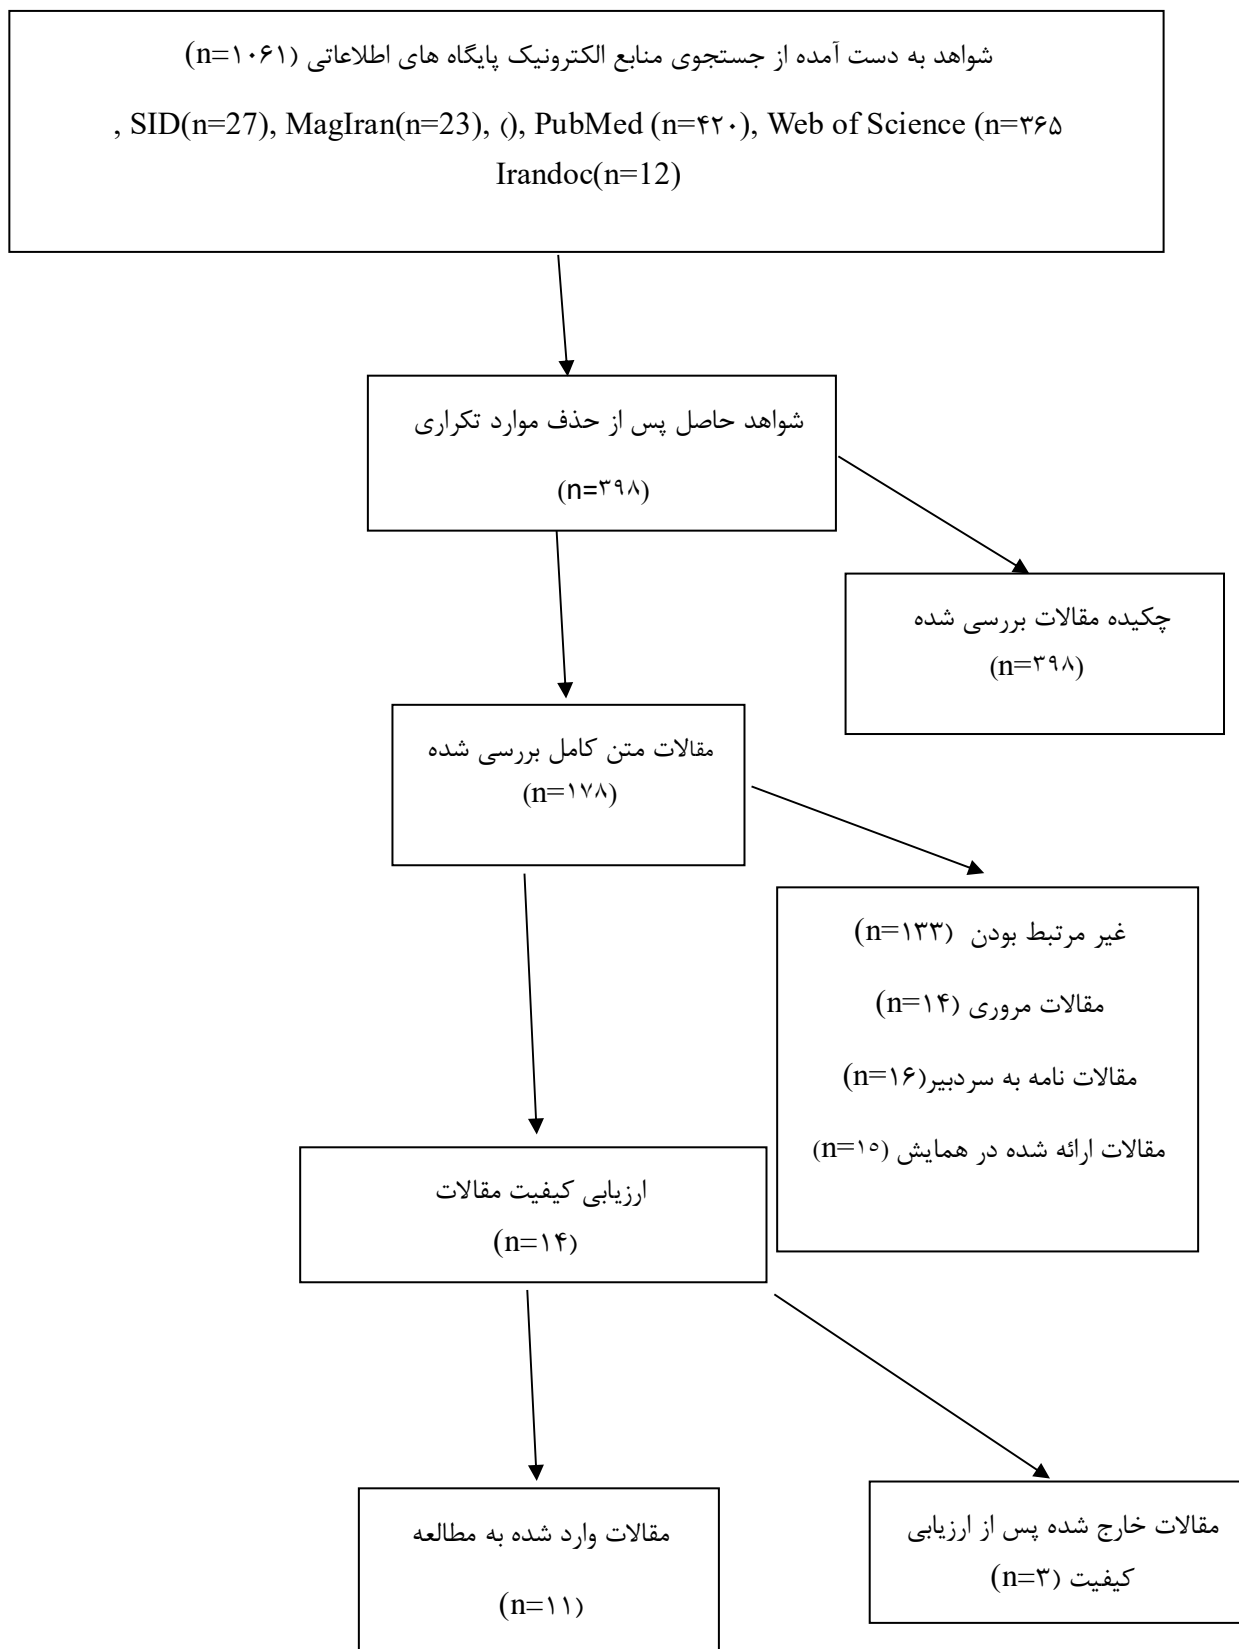 شواهد به دست آمده از جستجوی منابع الکترونیک پایگاه های اطلاعاتی (n=۱۰۶۱)
, SID(n=27), MagIran(n=23), (), PubMed (n=۴۲۰), Web of Science (n=۳۶۵
Irandoc(n=12)
شواهد حاصل پس از حذف موارد تکراری
(n=۳۹۸)
چکیده مقالات بررسی شده
(n=۳۹۸)
مقالات متن کامل بررسی شده
(n=۱۷۸)
غیر مرتبط بودن (n=۱۳۳)
مقالات مروری (n=۱۴)
مقالات نامه به سردبیر(n=۱۶)
مقالات ارائه شده در همایش (n=۱۵)
ارزیابی کیفیت مقالات
(n=۱۴)
مقالات خارج شده پس از ارزیابی
کیفیت (n=۳)
مقالات وارد شده به مطالعه
(n=۱۱)